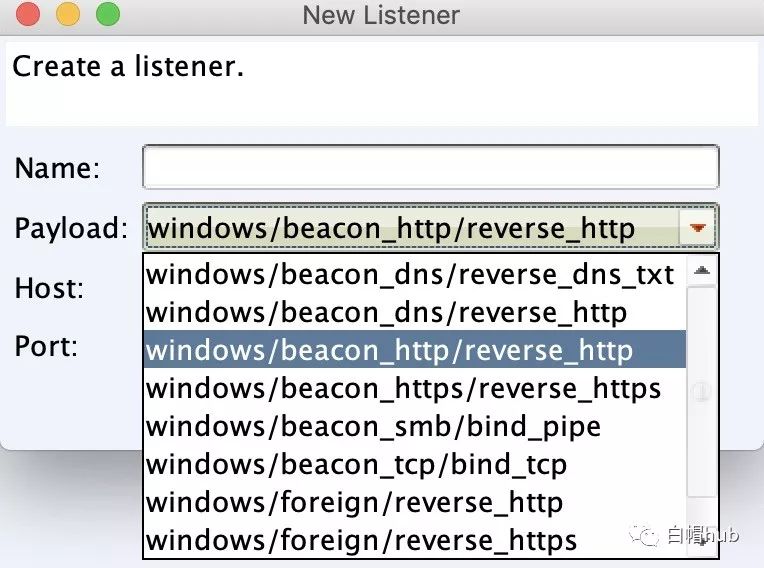 New Listener
Create a listener.
Name:
Payload: windows/beacon_http/reverse_http
windows/beacon_dns/reverse_dns_txt
Host:
windows/beacon_dns/reverse_http
Port:
windows/beacon_http/reverse_http
windows/beacon_https/reverse_https
windows/beacon_smb/bind_pipe
windows/beacon_tcp/bind_tcp
windows/foreign/reverse_http
windows/foreign/reverse_https
白帽hub